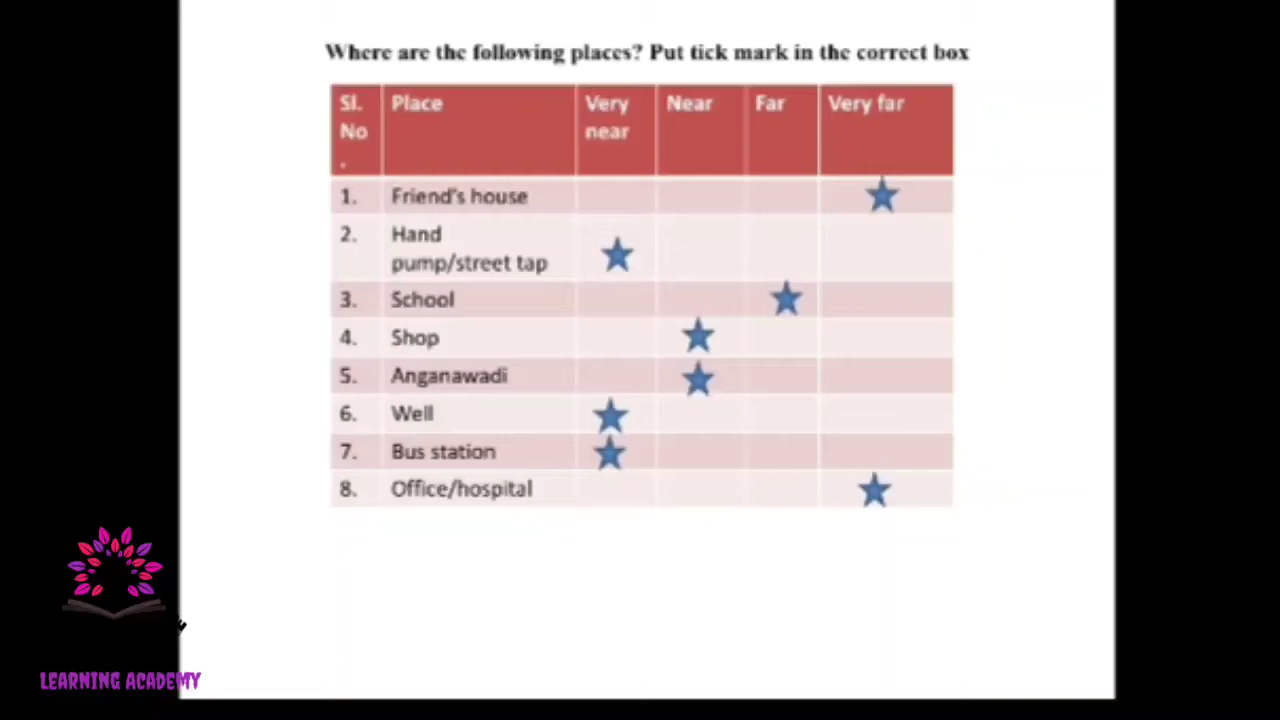 Where are the following places? Put tick mark in the correct box
Sl. No . Place Very near Near Far Very far
1. Friend's house
2. Hand pump/street tap
3. School
4. Shop
5. Anganawadi
6. Well
7. Bus station
8. Office/hospital
LEARNING ACADEMY